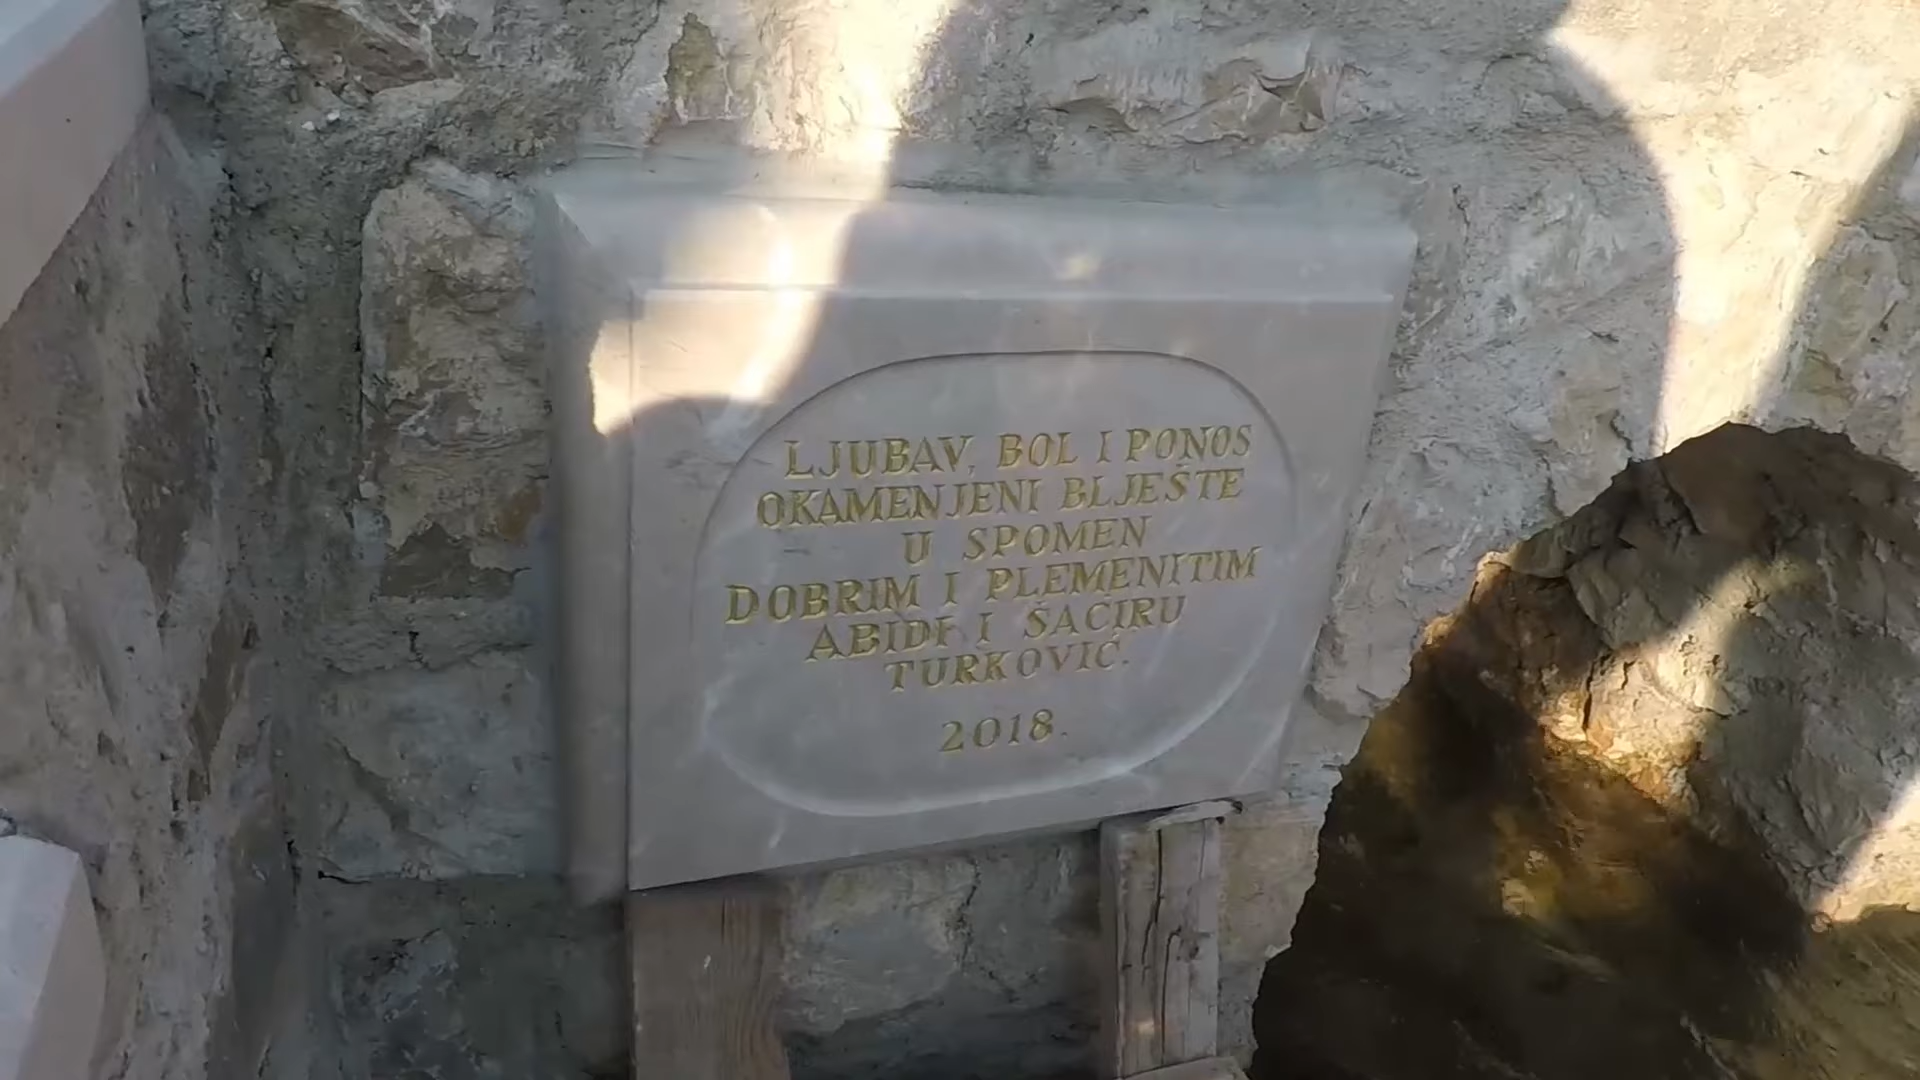 LJUBAV, BOL I PONOS
OKAMENJENI BLJEŠTE
U SPOMEN
DOBRIM I PLEMENITIM
ABIDI I ŠAĆIRU
TURKOVIĆ.
2018.